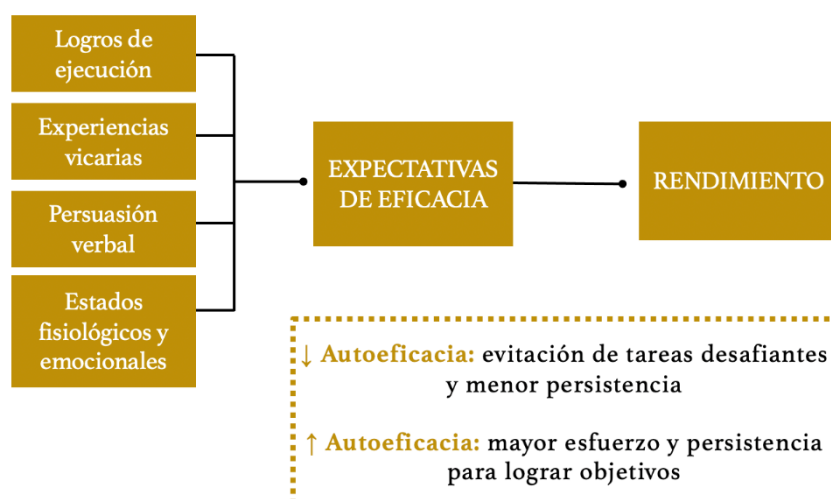 Logros de
ejecución
Experiencias
vicarias
Persuasión
verbal
Estados
fisiológicos y
emocionales
EXPECTATIVAS
DE EFICACIA
RENDIMIENTO
↓ Autoeficacia: evitación de tareas desafiantes
y menor persistencia
↑ Autoeficacia: mayor esfuerzo y persistencia
para lograr objetivos